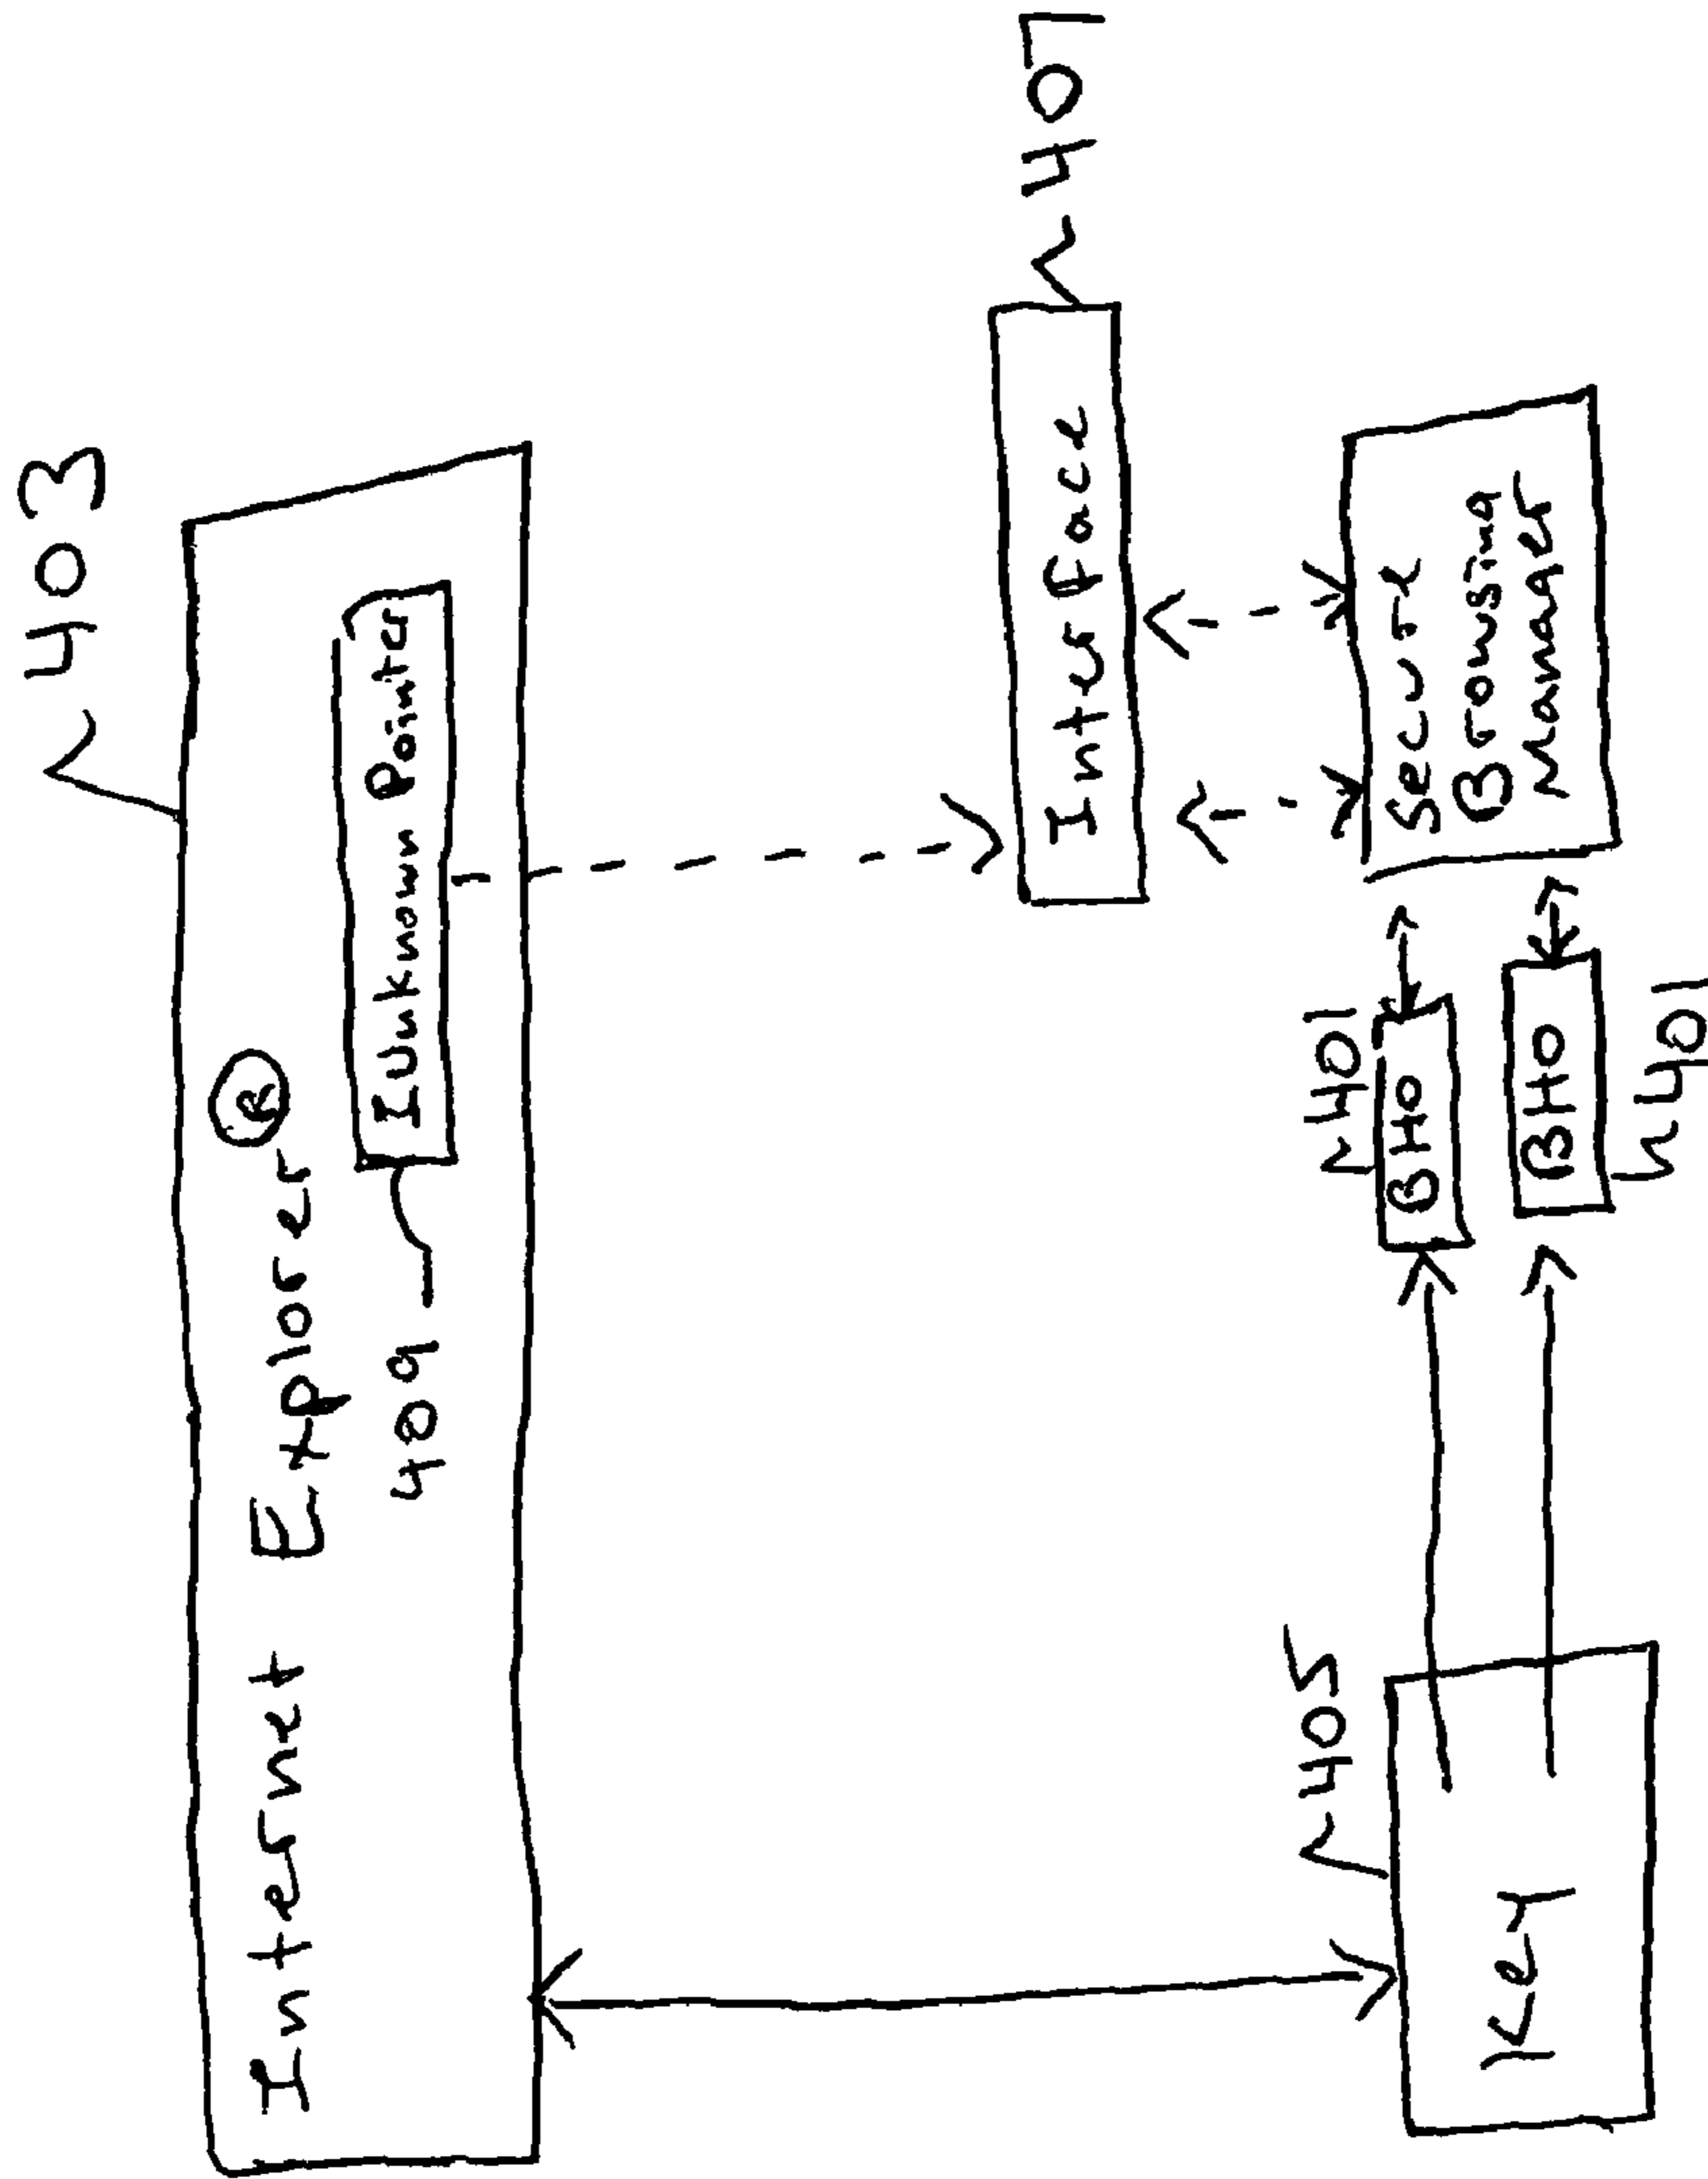 403
Internet Explorer ®
IUnknown Pointer
409
Interface
407
405
Key
401
BHO
BHO
401
Secure
Browsing
Manager